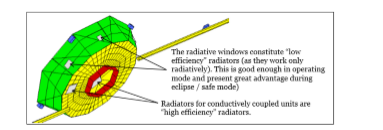 The radiative windows constitute "low
efficiency" radiators (as they work only
radiatively). This is good enough in operating
mode and present great advantage during
eclipse / safe mode)
Radiators for conductively coupled units are
"high efficiency" radiators.